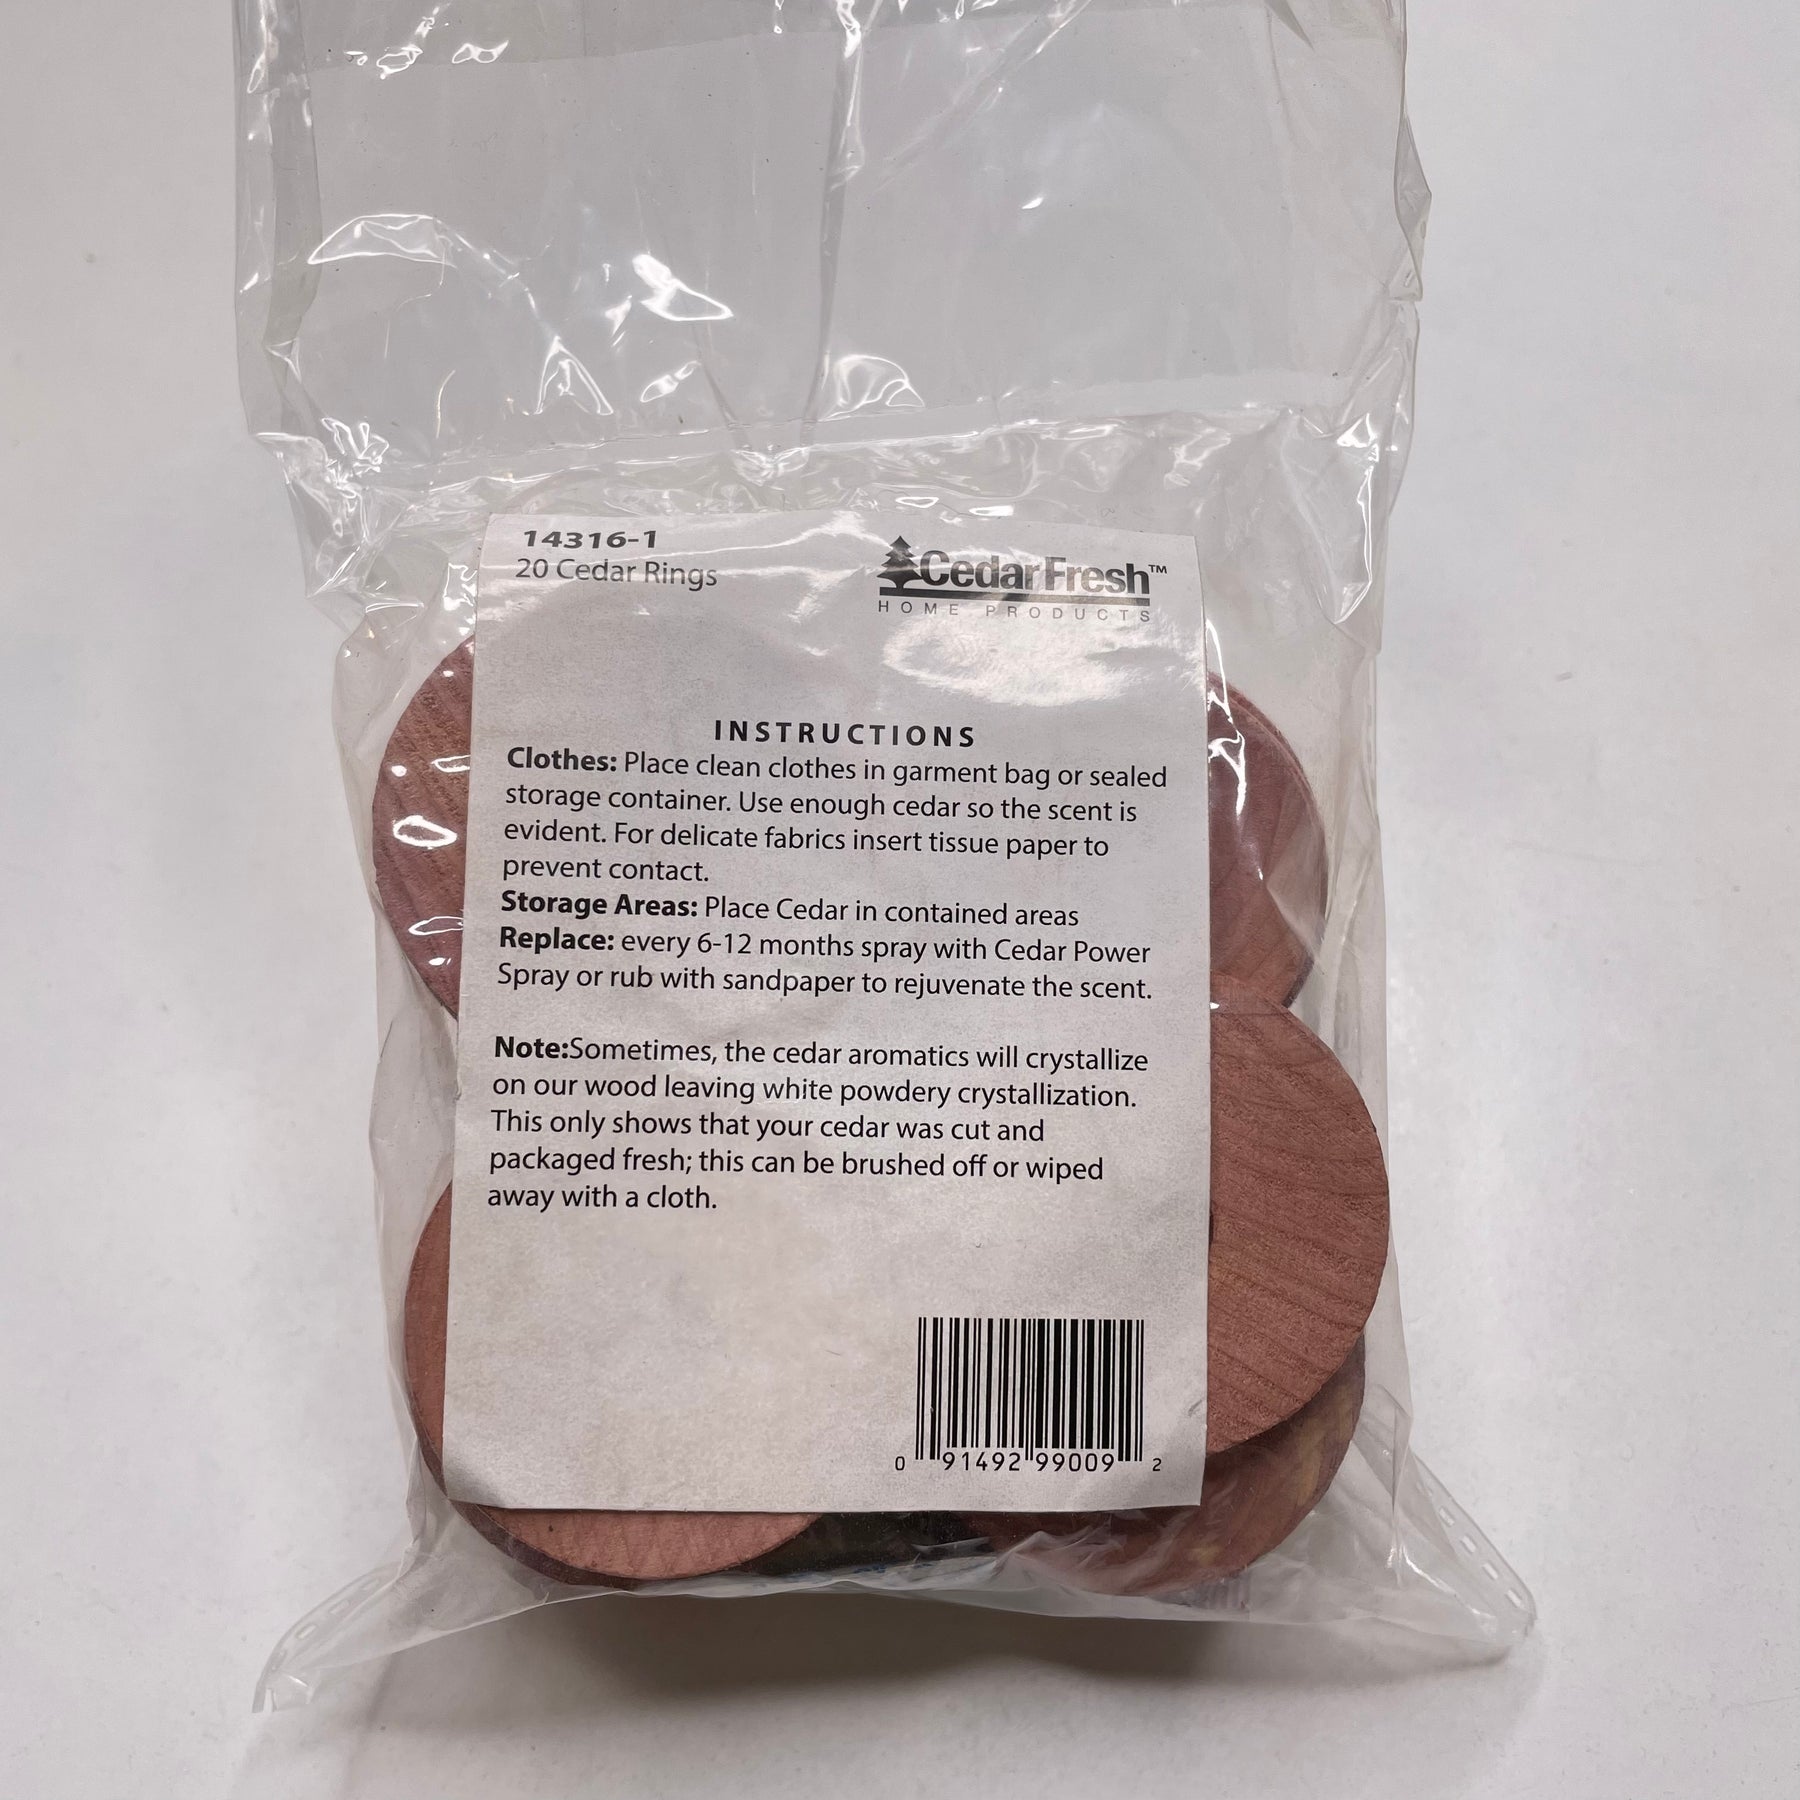 14316-1
20 Cedar Rings
CedarFresh™
HOME PRODUCTS
INSTRUCTIONS
Clothes: Place clean clothes in garment bag or sealed
storage container. Use enough cedar so the scent is
evident. For delicate fabrics insert tissue paper to
prevent contact.
Storage Areas: Place Cedar in contained areas
Replace: every 6-12 months spray with Cedar Power
Spray or rub with sandpaper to rejuvenate the scent.
Note:Sometimes, the cedar aromatics will crystallize
on our wood leaving white powdery crystallization.
This only shows that your cedar was cut and
packaged fresh; this can be brushed off or wiped
away with a cloth.
0 91492 99009 2